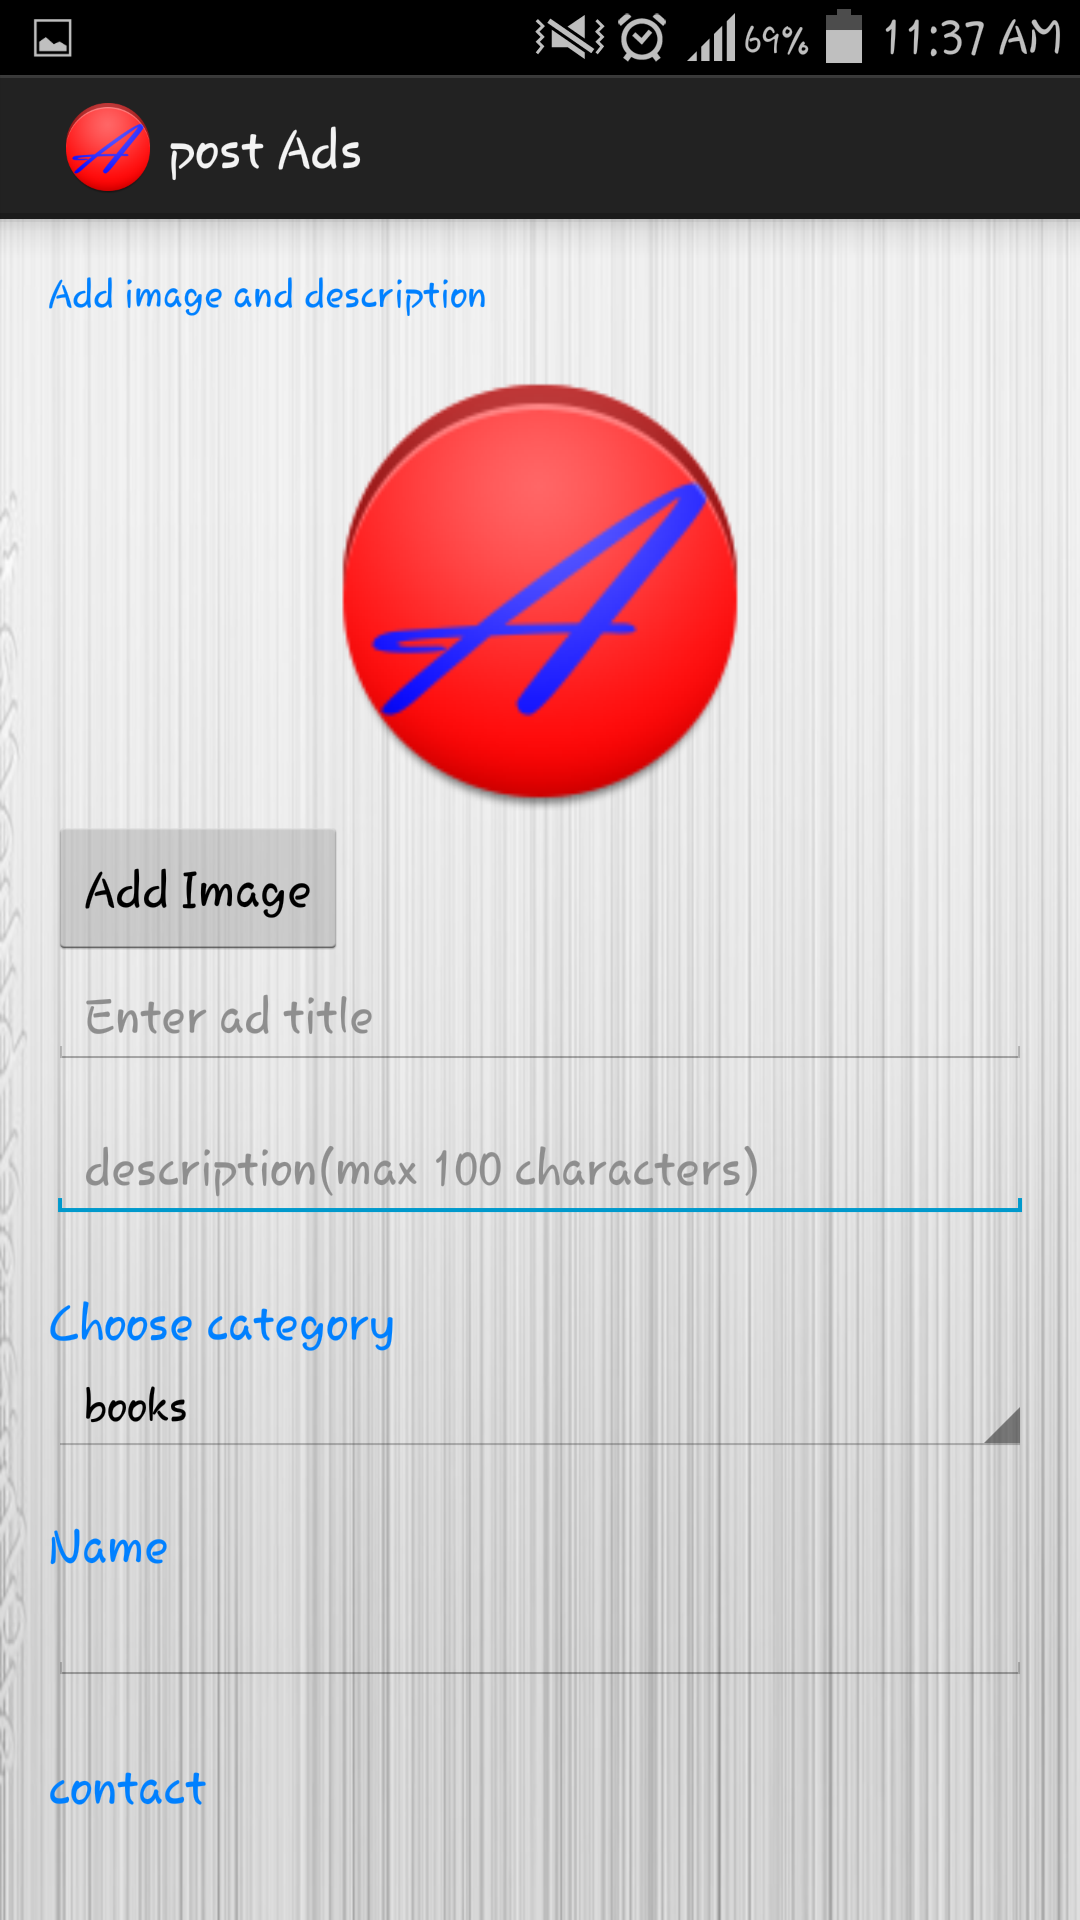 69% 11:37 AM
A post Ads
Add image and description
A
Add Image
Enter ad title
description(max 100 characters)
Choose category
books
Name
contact